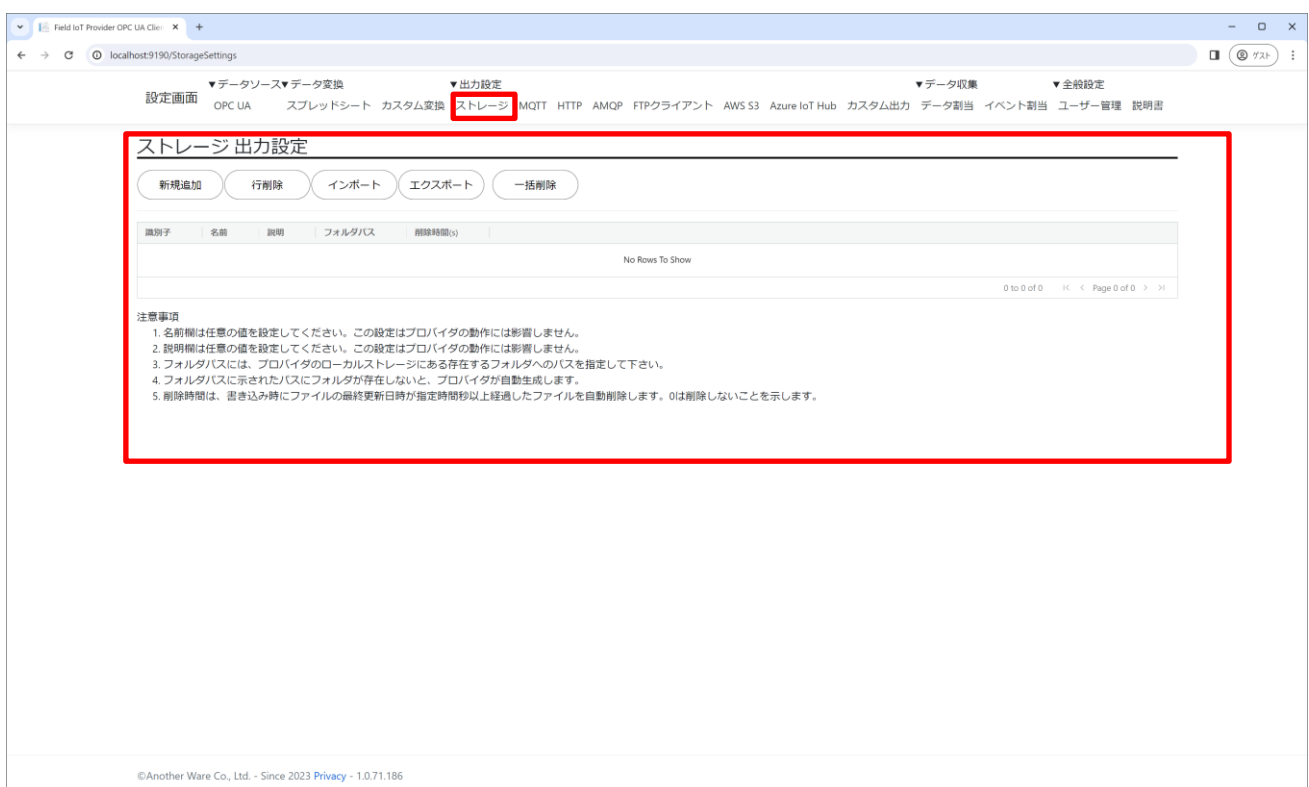 Field IoT Provider OPC UA Clien
localhost:9190/StorageSettings
ゲスト
設定画面
▼データソース▼データ変換 ▼出力設定 ▼データ収集 ▼全般設定
OPC UA スプレッドシート カスタム変換 ストレージ MQTT HTTP AMQP FTPクライアント AWS S3 Azure IoT Hub カスタム出力 データ割当 イベント割当 ユーザー管理 説明書
ストレージ 出力設定
新規追加 行削除 インポート エクスポート 一括削除
識別子 名前 説明 フォルダパス 削除時間(s)
No Rows To Show
0 to 0 of 0 Page 0 of 0
注意事項
1. 名前欄は任意の値を設定してください。この設定はプロバイダの動作には影響しません。
2. 説明欄は任意の値を設定してください。この設定はプロバイダの動作には影響しません。
3. フォルダパスには、プロバイダのローカルストレージにある存在するフォルダへのパスを指定して下さい。
4. フォルダパスに示されたパスにフォルダが存在しないと、プロバイダが自動生成します。
5. 削除時間は、書き込み時にファイルの最終更新日時が指定時間秒以上経過したファイルを自動削除します。0は削除しないことを示します。
©Another Ware Co., Ltd. - Since 2023 Privacy - 1.0.71.186